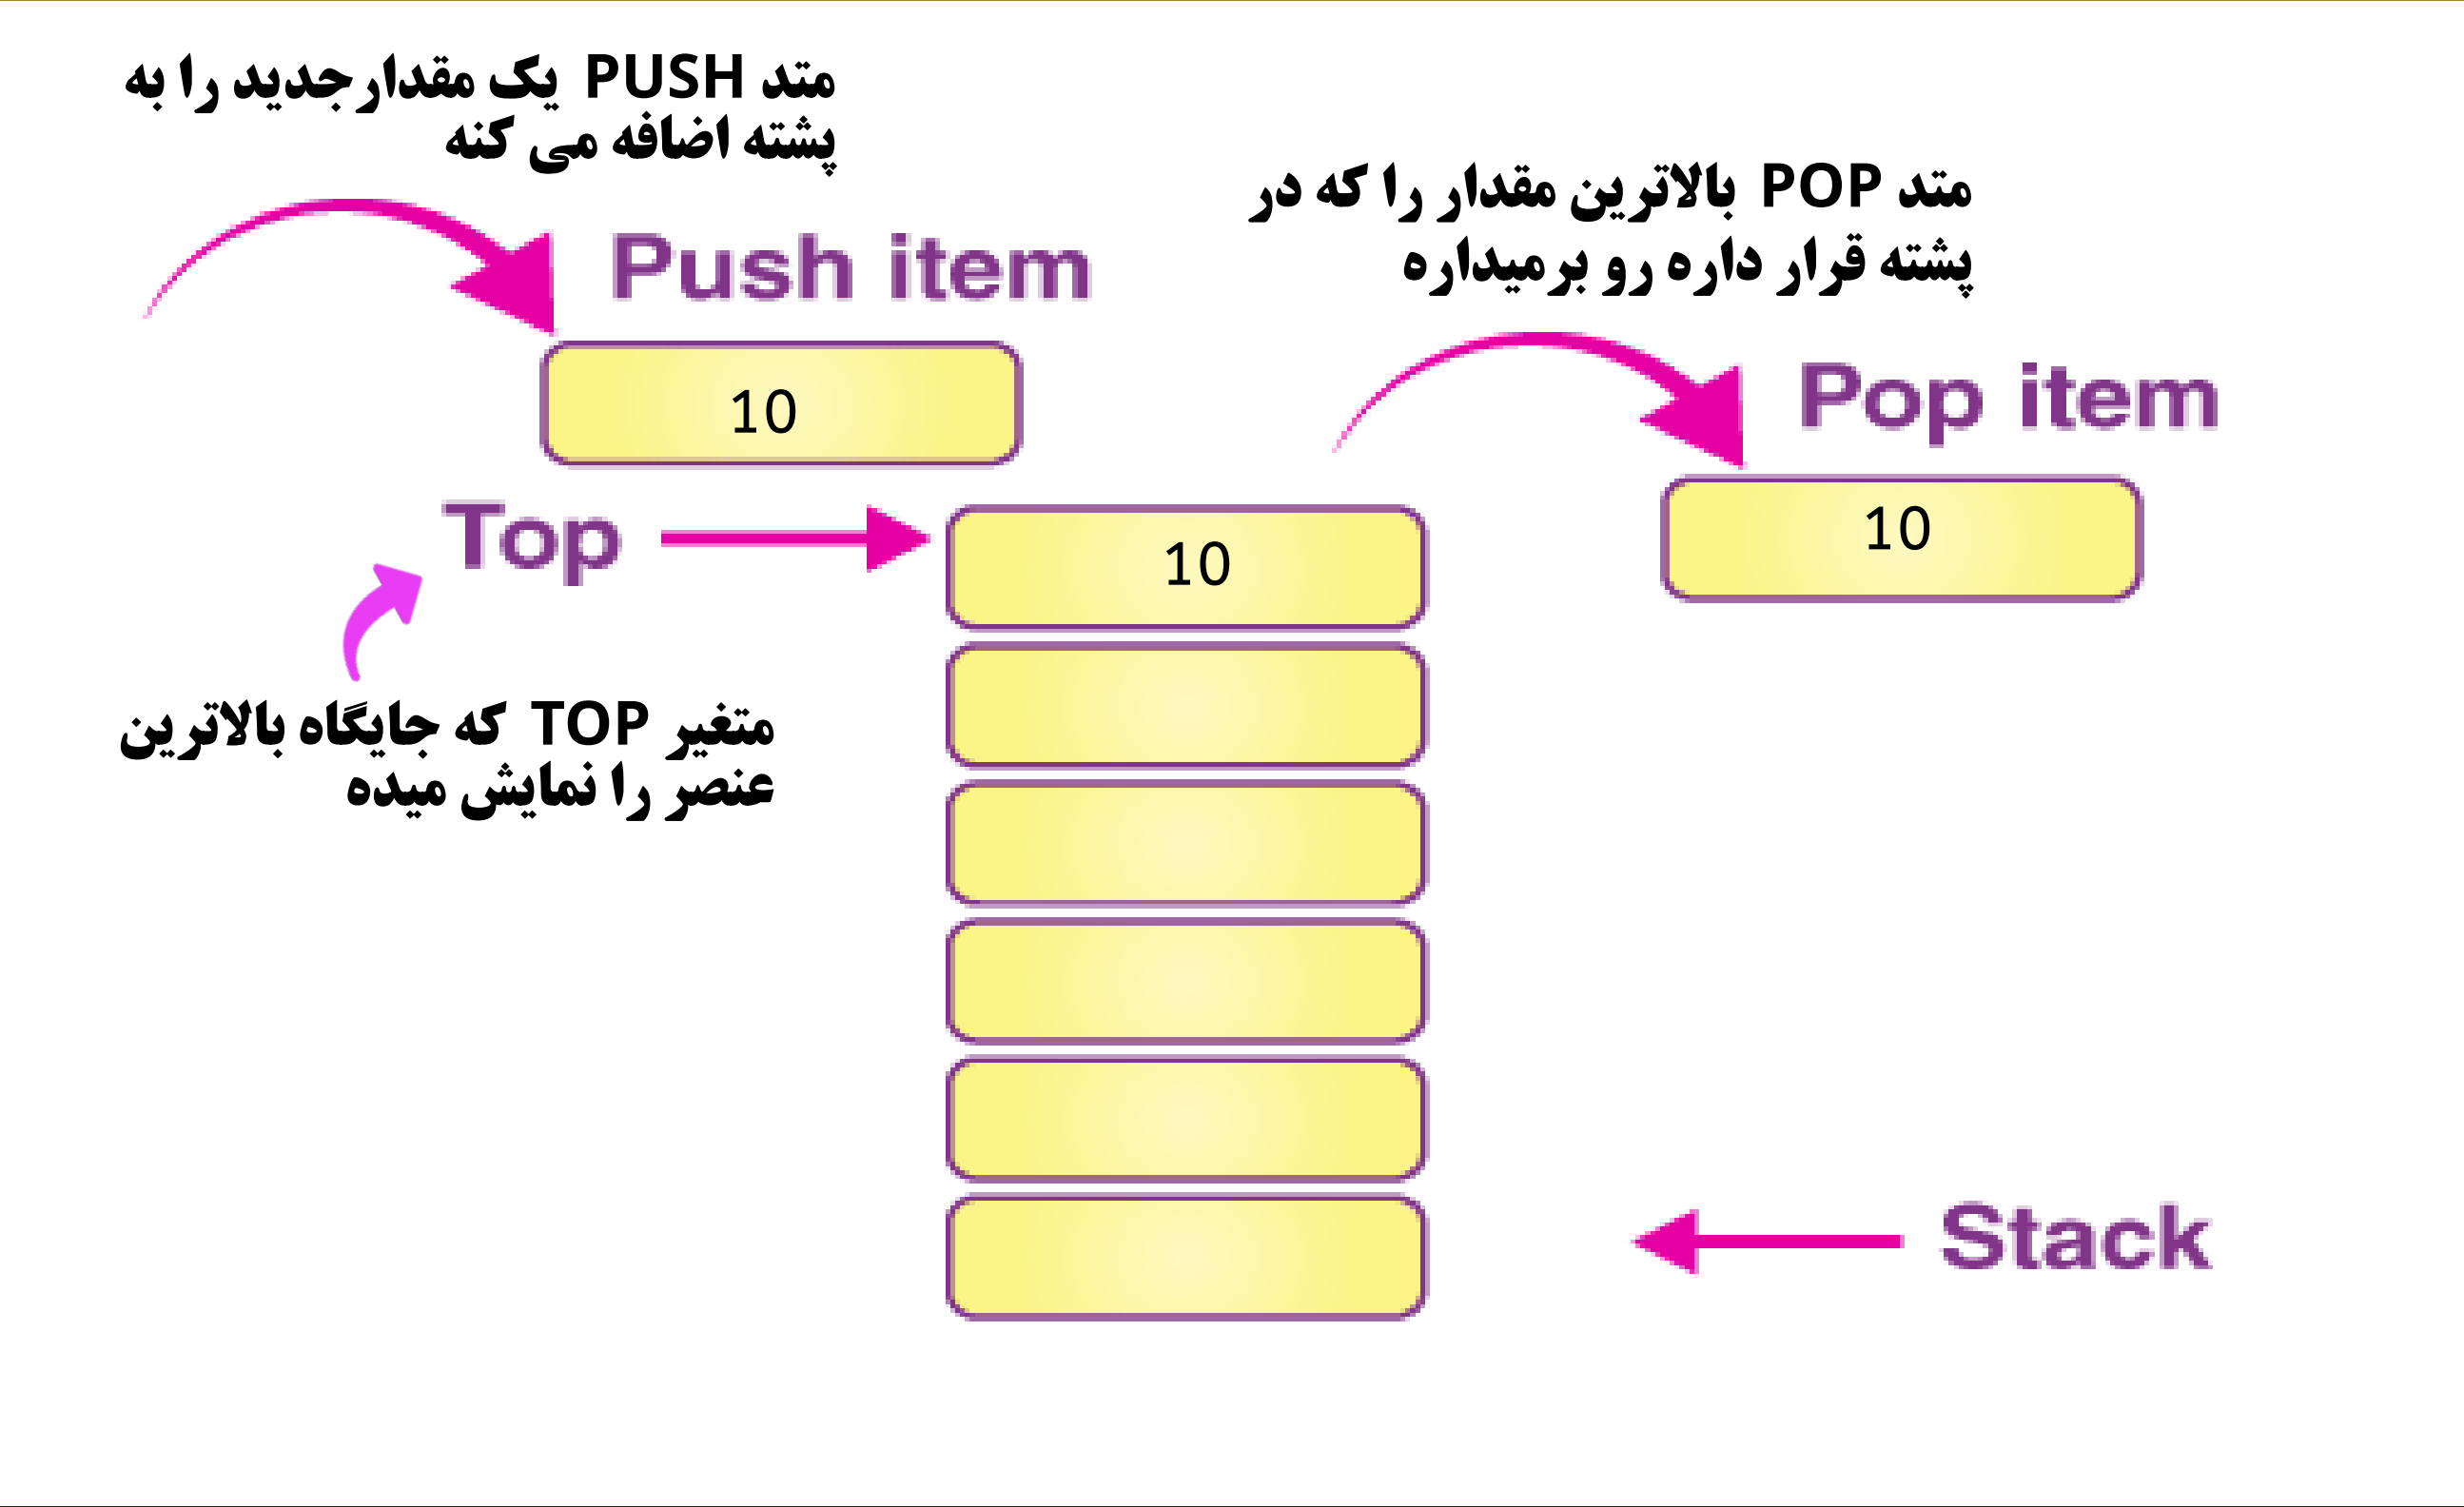 متد PUSH یک مقدارجدید را به
پشته اضافه می کنه
Push item
10
متد POP بالاترین مقدار را که در
پشته قرار داره رو برمیداره
Pop item
10
Top
10
متغیر TOP که جایگاه بالاترین
عنصر را نمایش میده
Stack